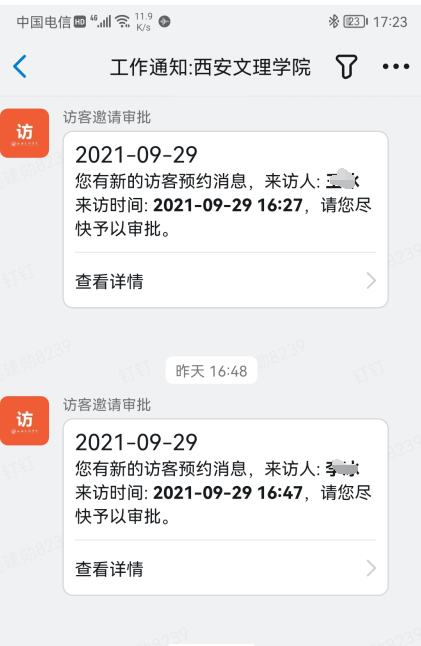 中国电信 HD 46 11.9 K/s 23 17:23
工作通知:西安文理学院
访客邀请审批
访
2021-09-29
您有新的访客预约消息，来访人:
来访时间: 2021-09-29 16:27，请您尽
快予以审批。
查看详情
昨天 16:48
访客邀请审批
访
2021-09-29
您有新的访客预约消息，来访人:
来访时间: 2021-09-29 16:47，请您尽
快予以审批。
查看详情